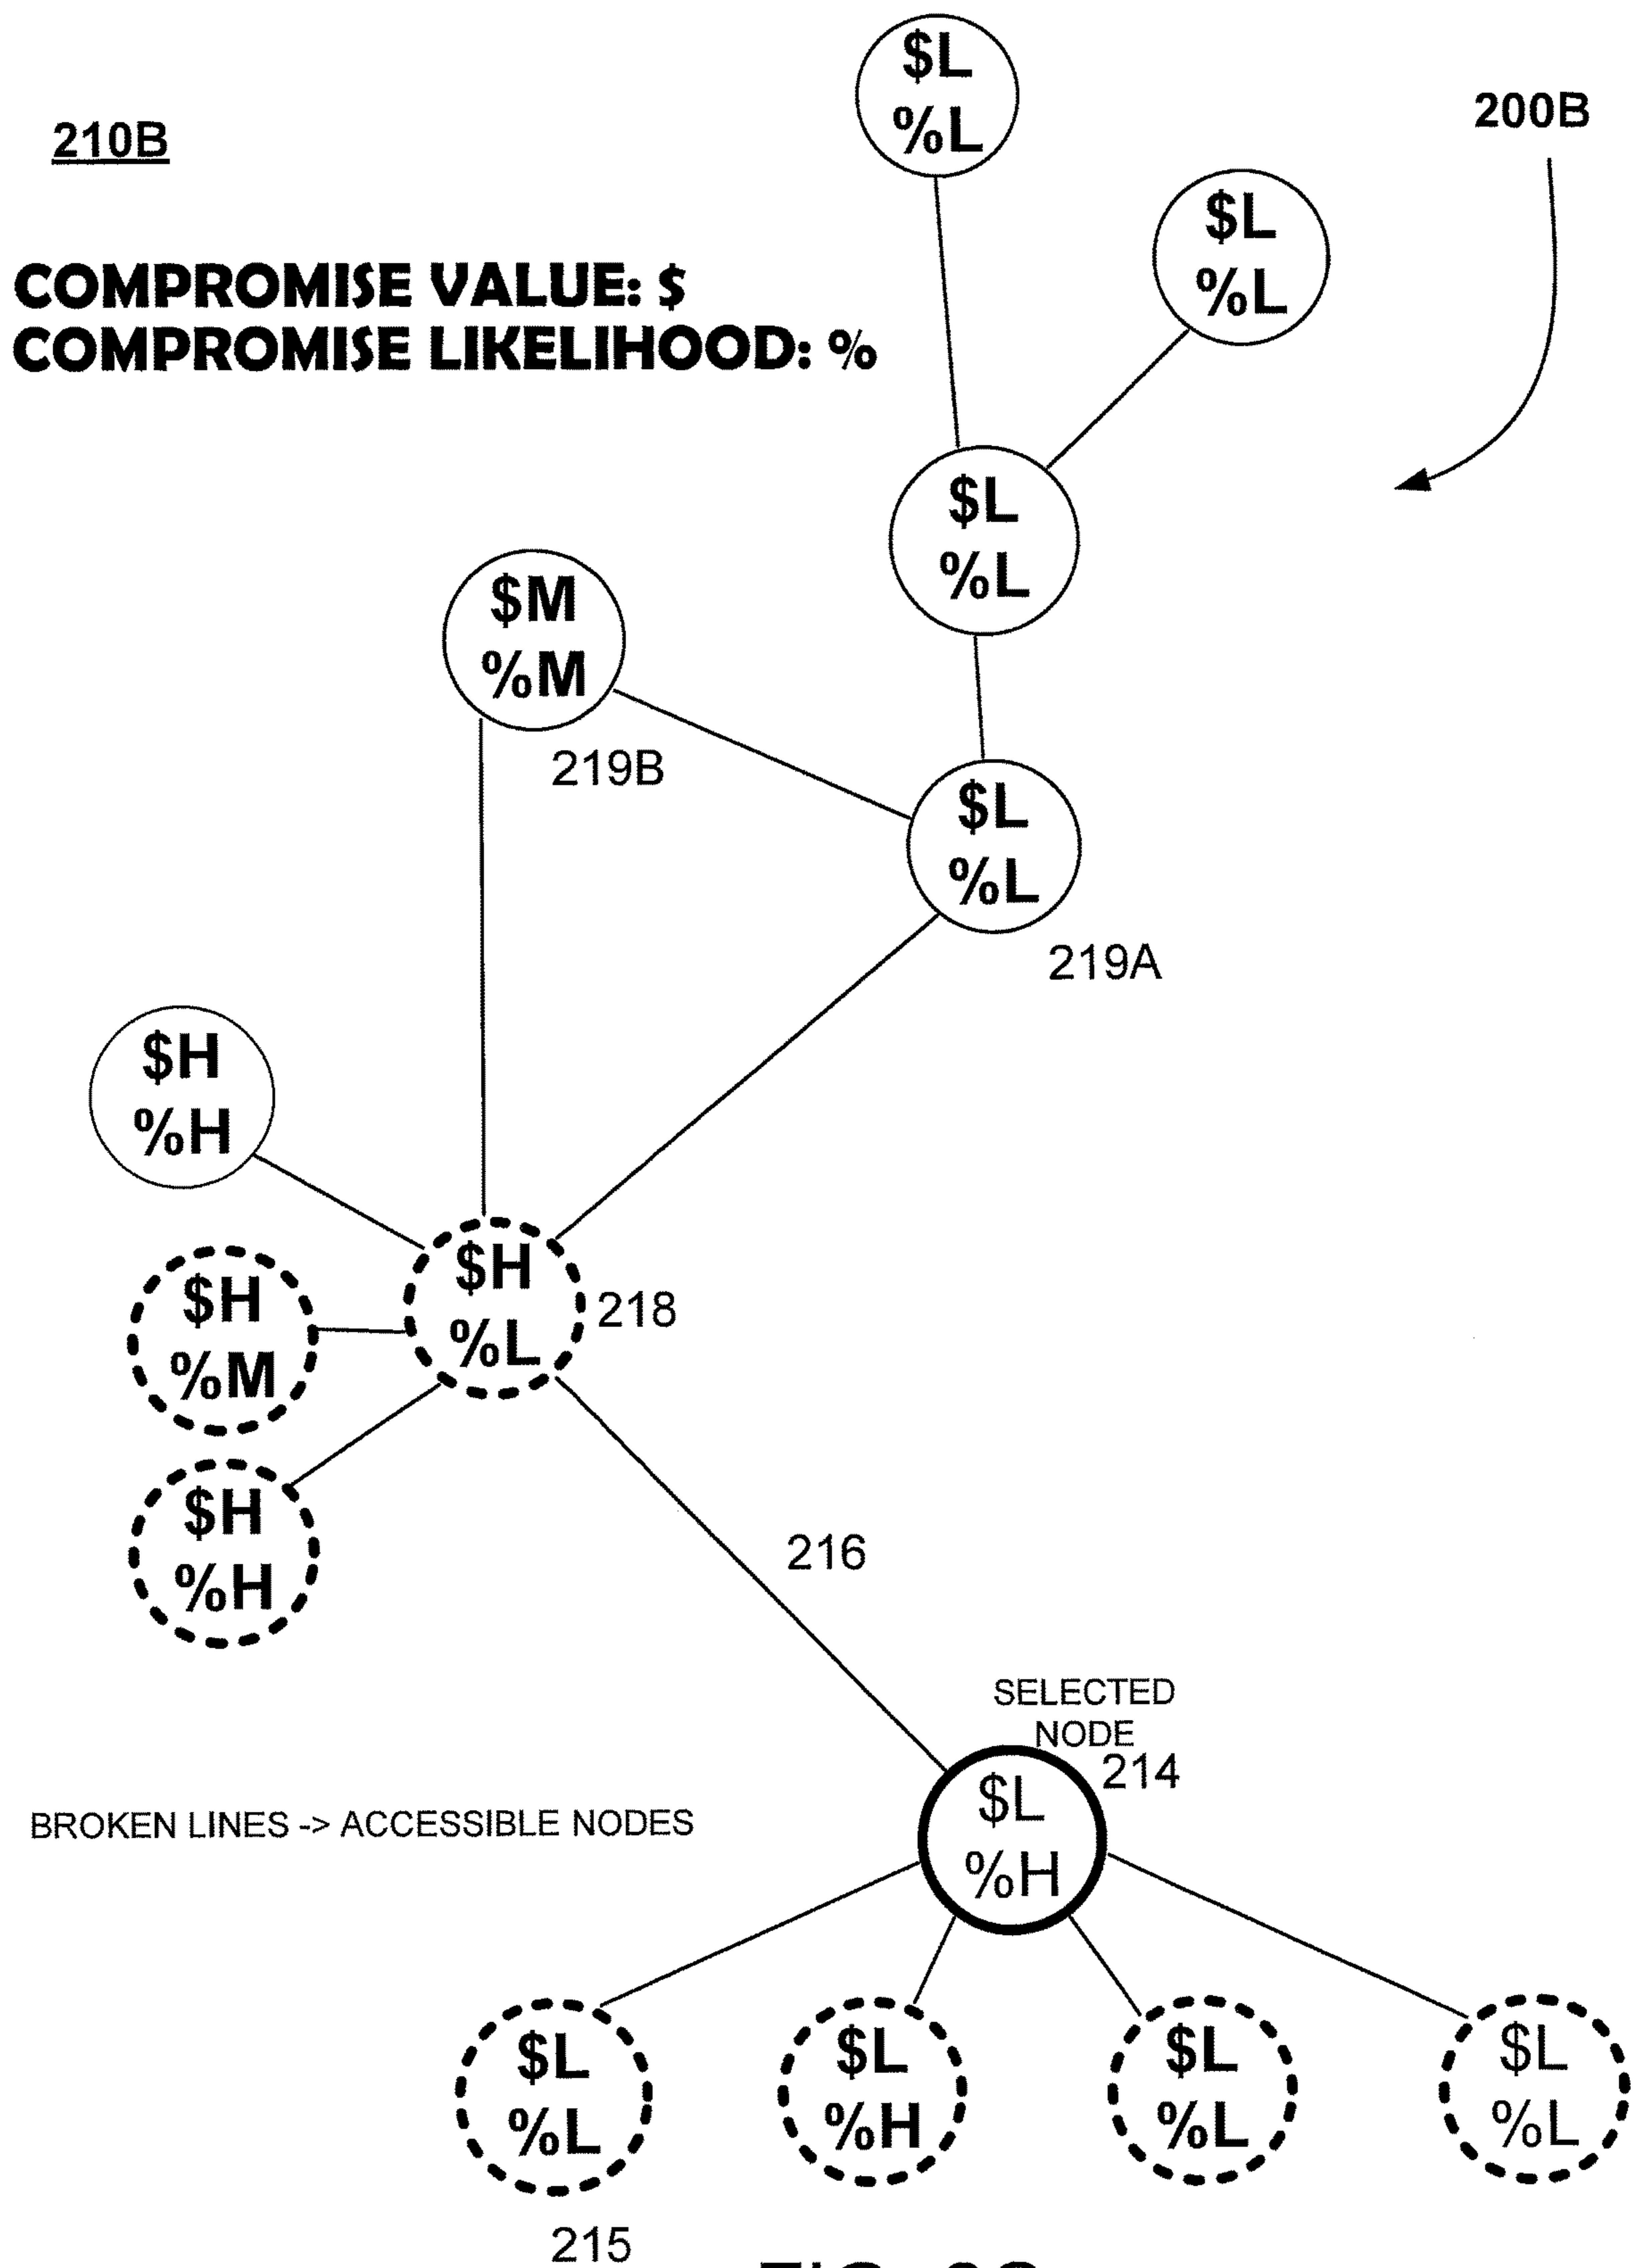 $L
%L
210B
200B
$L
%L
COMPROMISE VALUE: $
COMPROMISE LIKELIHOOD: %
$L
%L
$M
%M
219B
$L
%L
219A
$H
%H
$H
%L
218
$H
%M
$H
%H
216
SELECTED
NODE
214
$L
%H
BROKEN LINES -> ACCESSIBLE NODES
$L
%L
$L
%H
$L
%L
$L
%L
215